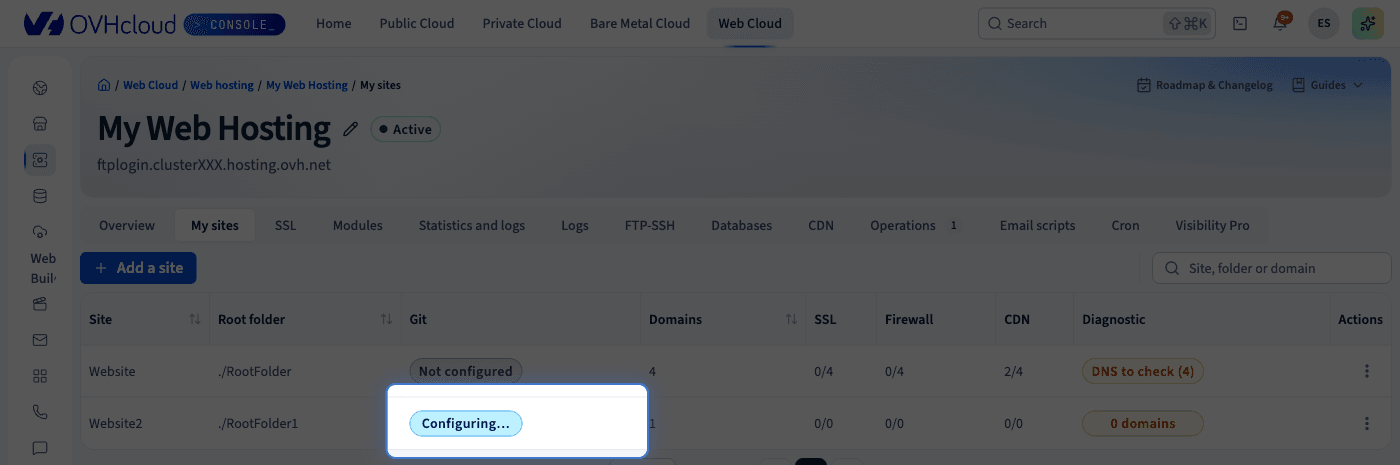 OVHcloud CONSOLE_ Home Public Cloud Private Cloud Bare Metal Cloud Web Cloud Search ⇧⌘K 9+ ES
/ Web Cloud / Web hosting / My Web Hosting / My sites Roadmap & Changelog Guides
My Web Hosting Active
ftplogin.clusterXXX.hosting.ovh.net
Overview My sites SSL Modules Statistics and logs Logs FTP-SSH Databases CDN Operations 1 Email scripts Cron Visibility Pro
Web
Buil
+ Add a site Site, folder or domain
Site Root folder Git Domains SSL Firewall CDN Diagnostic Actions
Website ./RootFolder Not configured 4 0/4 0/4 2/4 DNS to check (4)
Website2 ./RootFolder1 Configuring... 1 0/0 0/0 0/0 0 domains